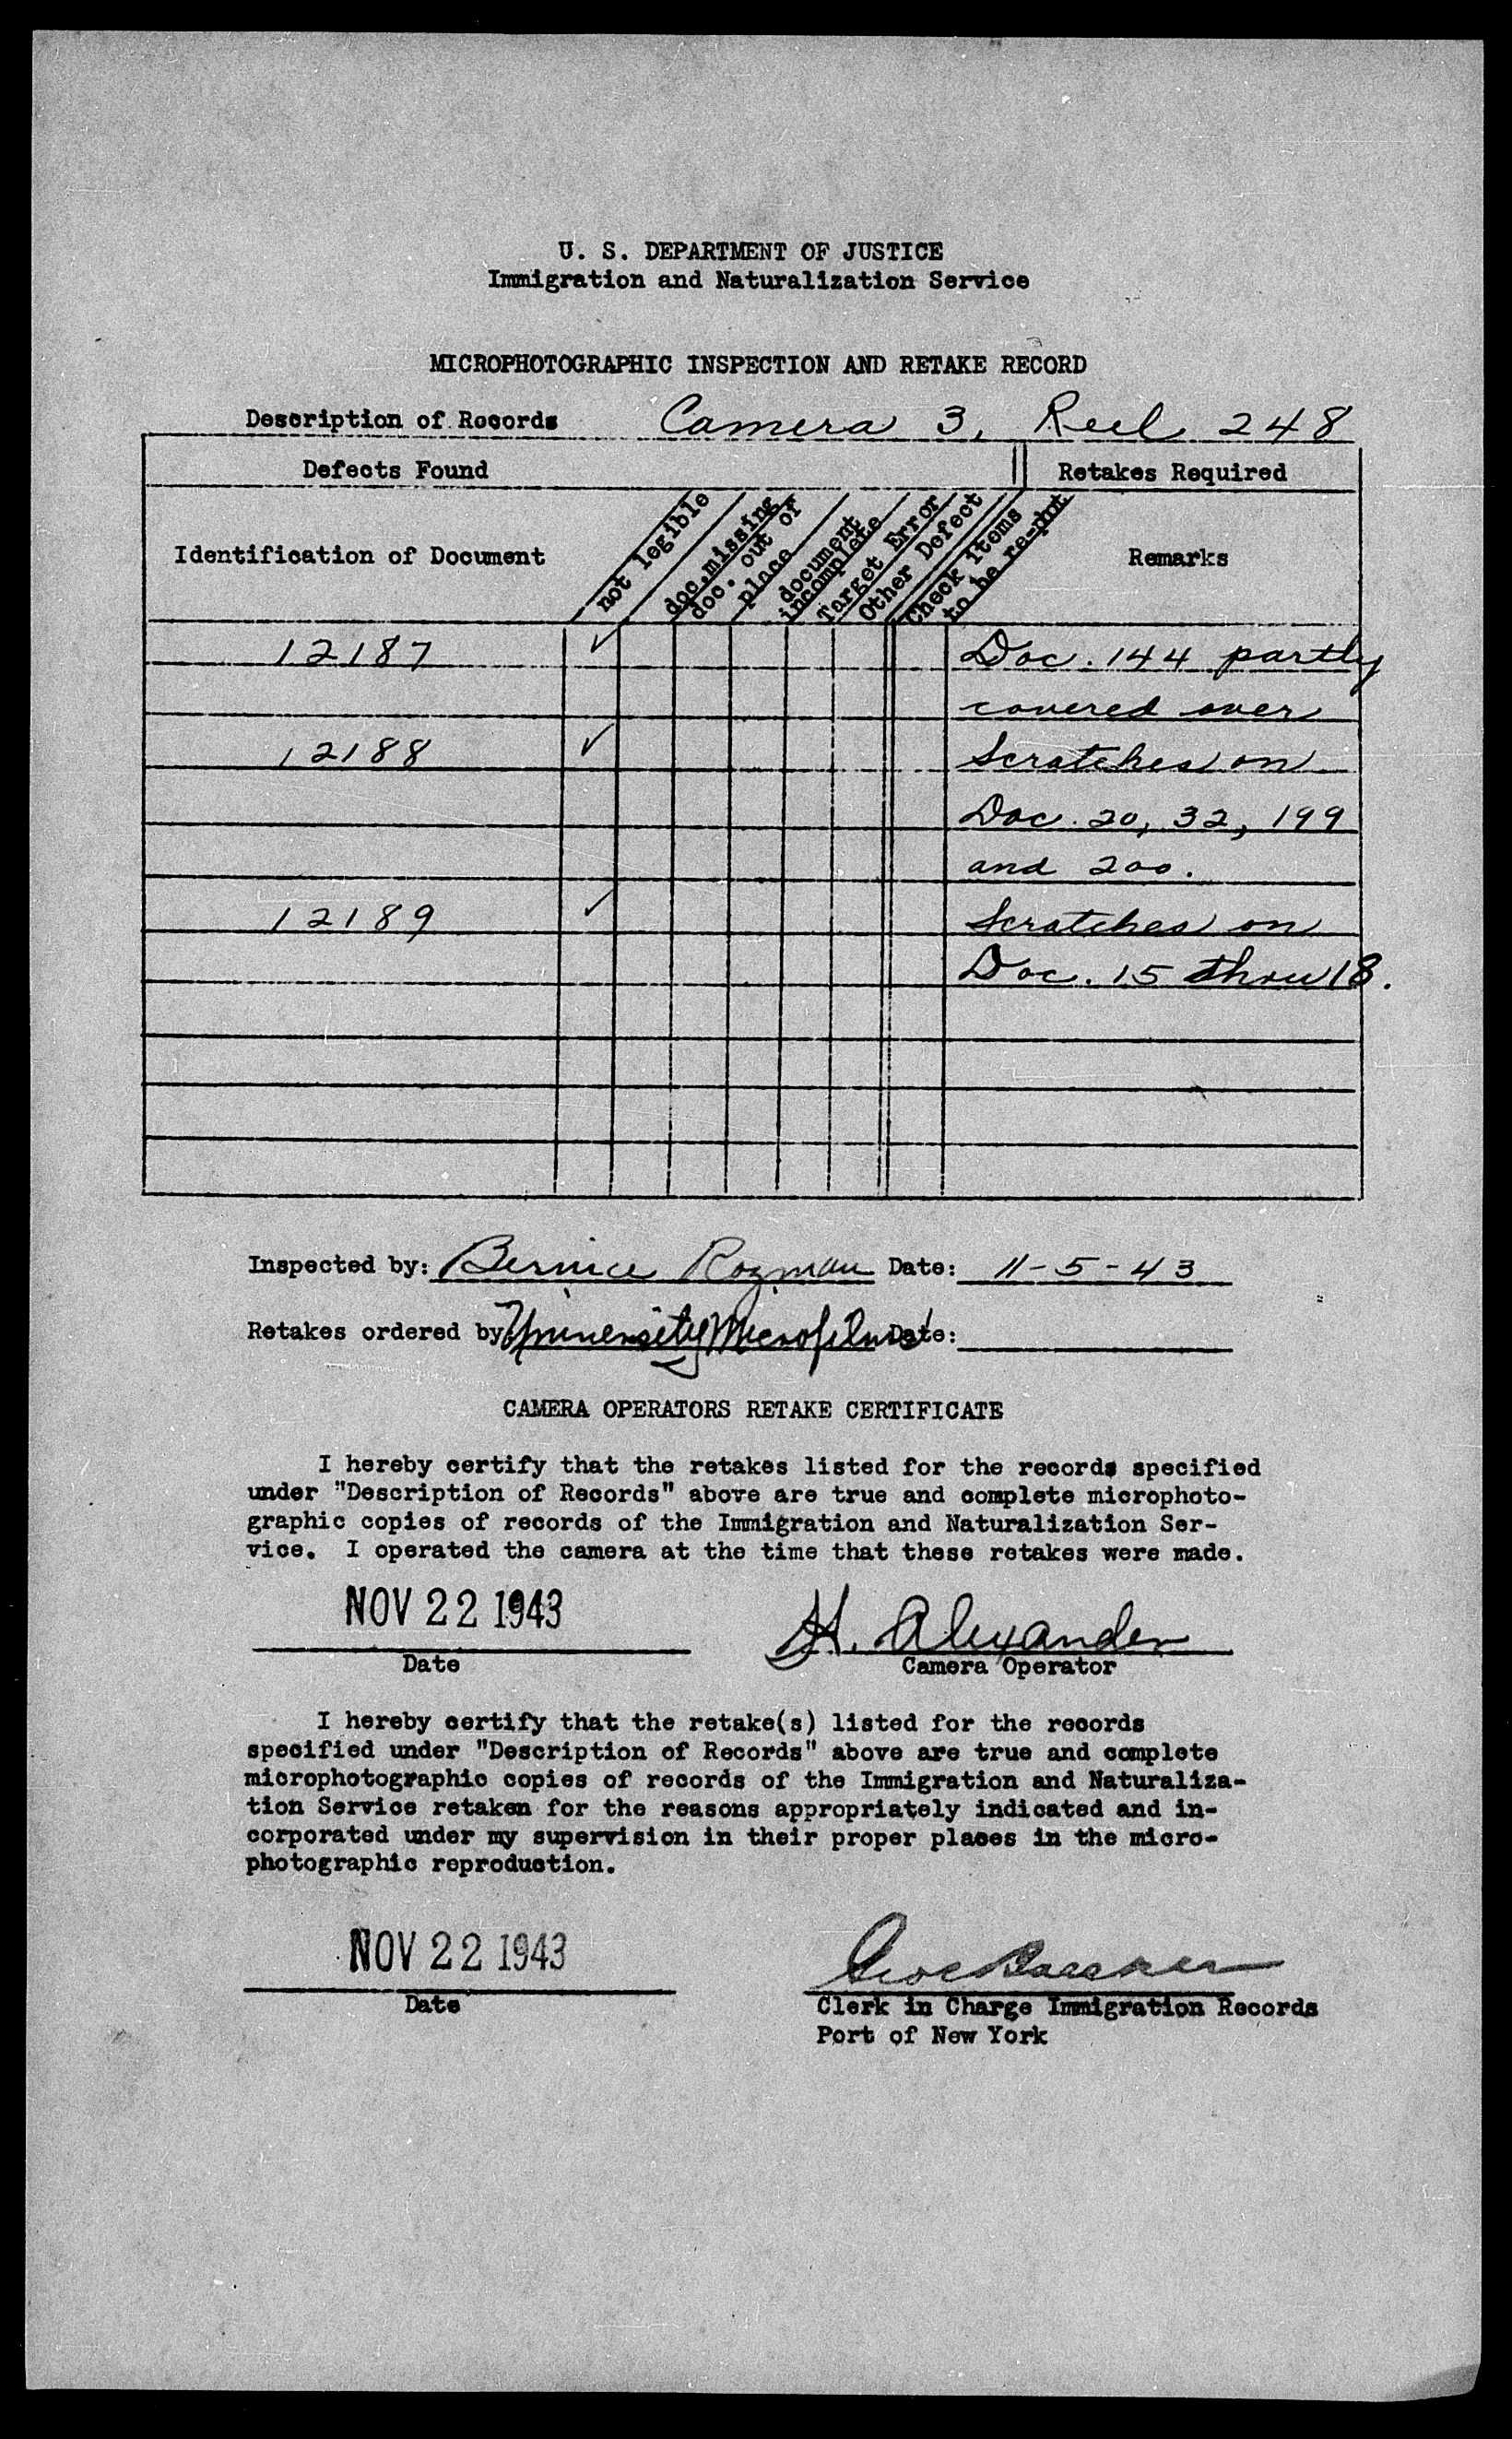 U. S. DEPARTMENT OF JUSTICE
Immigration and Naturalization Service
MICROPHOTOGRAPHIC INSPECTION AND RETAKE RECORD
Description of Records Camera 3, Reel 248
Defects Found Retakes Required
Identification of Document
not legible
doc. missing
doc. out of
place
document
incomplete
Target Error
Other Defect
Check items
to be
Remarks
12187 ✓ Doc. 144 partly
covered over
12188 ✓ Scratches on
Doc. 20, 32, 199
and 200.
12189 ✓ Scratches on
Doc. 15 thru 18.
Inspected by: Bernice Rozman Date: 11-5-43
Retakes ordered by University Microfilms Date:
CAMERA OPERATORS RETAKE CERTIFICATE
I hereby certify that the retakes listed for the records specified
under "Description of Records" above are true and complete microphoto-
graphic copies of records of the Immigration and Naturalization Ser-
vice. I operated the camera at the time that these retakes were made.
NOV 22 1943 H. Alexander
Date Camera Operator
I hereby certify that the retake(s) listed for the records
specified under "Description of Records" above are true and complete
microphotographic copies of records of the Immigration and Naturaliza-
tion Service retaken for the reasons appropriately indicated and in-
corporated under my supervision in their proper places in the micro-
photographic reproduction.
NOV 22 1943
Date Clerk in Charge Immigration Records
Port of New York